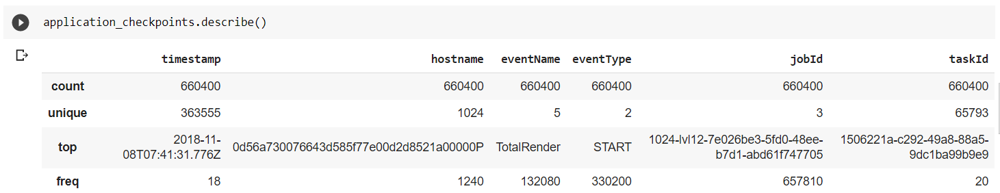 application_checkpoints.describe()
timestamp hostname eventName eventType jobId taskId
count 660400 660400 660400 660400 660400 660400
unique 363555 1024 5 2 3 65793
top 2018-11-08T07:41:31.776Z 0d56a730076643d585f77e00d2d8521a00000P TotalRender START 1024-lvl12-7e026be3-5fd0-48ee-b7d1-abd61f747705 1506221a-c292-49a8-88a5-9dc1ba99b9e9
freq 18 1240 132080 330200 657810 20